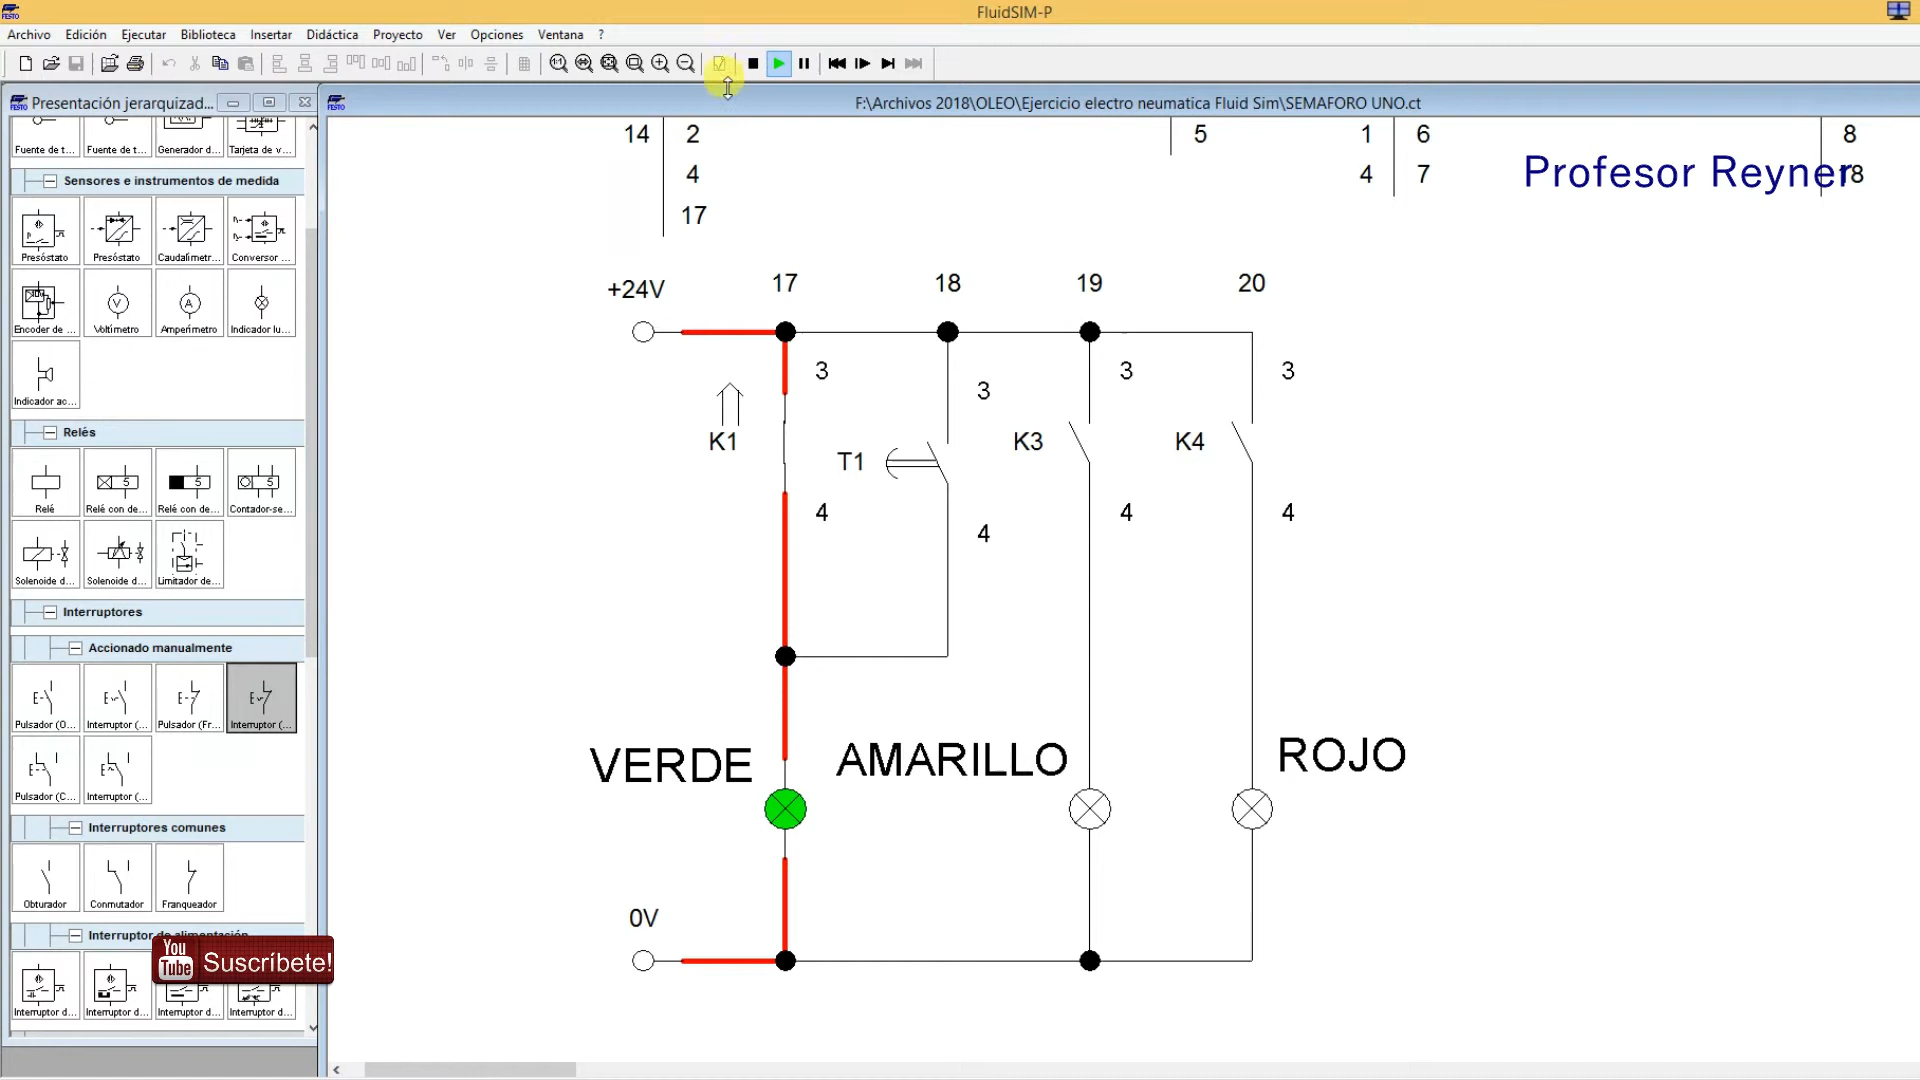 FluidSIM-P
FESTO
Archivo Edición Ejecutar Biblioteca Insertar Didáctica Proyecto Ver Opciones Ventana ?
Presentación jerarquizad...
F:\Archivos 2018\OLEO\Ejercicio electro neumatica Fluid Sim\SEMAFORO UNO.ct
Fuente de t... Fuente de t... Generador d... Tarjeta de v...
Sensores e instrumentos de medida
Presóstato Presóstato Caudalímetr... Conversor ...
Encoder de ... Voltímetro Amperímetro Indicador lu...
Indicador ac...
Relés
Relé Relé con de... Relé con de... Contador-se...
Solenoide d... Solenoide d... Limitador de...
Interruptores
Accionado manualmente
Pulsador (O... Interruptor (... Pulsador (Fr... Interruptor (...
Pulsador (C... Interruptor (...
Interruptores comunes
Obturador Conmutador Franqueador
Interruptor de alimentación
Interruptor d... Interruptor d... Interruptor d... Interruptor d...
You Tube Suscríbete!
14 2 5 1 6 8
4 4 7 18
17
Profesor Reyner
+24V 17 18 19 20
3 3 3 3
K1 T1 K3 K4
4 4 4 4
VERDE AMARILLO ROJO
0V